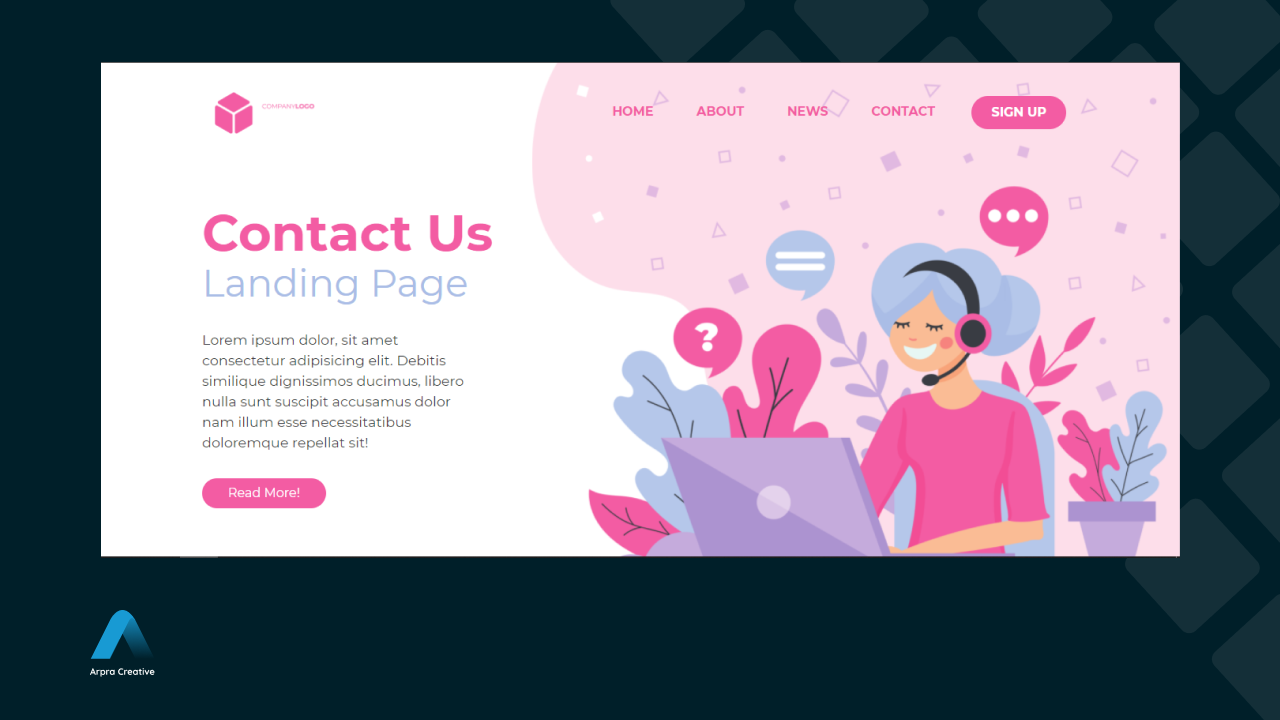 COMPANYLOGO
HOME ABOUT NEWS CONTACT SIGN UP
Contact Us
Landing Page
Lorem ipsum dolor, sit amet
consectetur adipisicing elit. Debitis
similique dignissimos ducimus, libero
nulla sunt suscipit accusamus dolor
nam illum esse necessitatibus
doloremque repellat sit!
Read More!
?
Arpra Creative